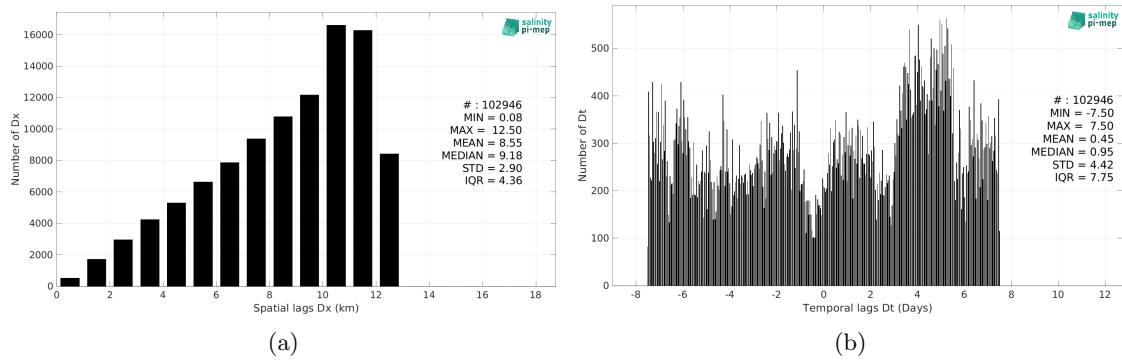 salinity
pi-mep
Number of Dx
16000
14000
12000
10000
8000
6000
4000
2000
0
# : 102946
MIN = 0.08
MAX = 12.50
MEAN = 8.55
MEDIAN = 9.18
STD = 2.90
IQR = 4.36
0 2 4 6 8 10 12 14 16 18
Spatial lags Dx (km)
(a)
salinity
pi-mep
Number of Dt
500
400
300
200
100
0
# : 102946
MIN = -7.50
MAX = 7.50
MEAN = 0.45
MEDIAN = 0.95
STD = 4.42
IQR = 7.75
-8 -6 -4 -2 0 2 4 6 8 10 12
Temporal lags Dt (Days)
(b)